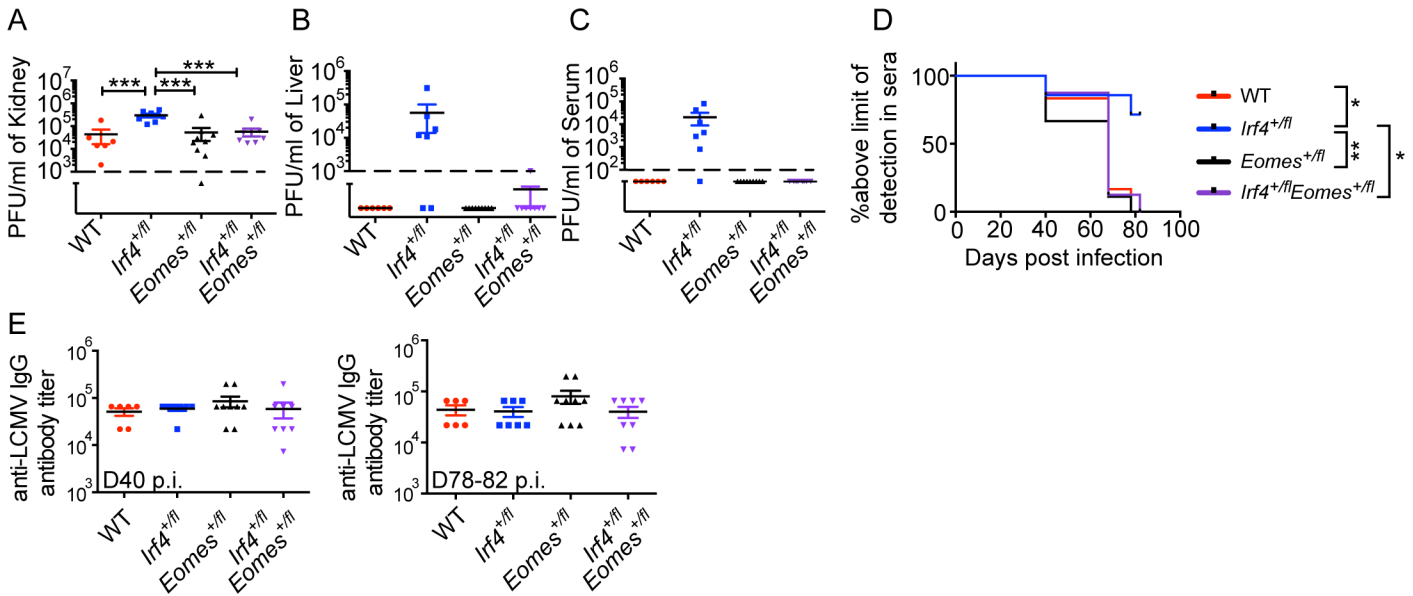 A
PFU/ml of Kidney
10^7
10^6
10^5
10^4
10^3
***
***
***
WT
Irf4^+/fl
Eomes^+/fl
Irf4^+/fl
Eomes^+/fl
B
PFU/ml of Liver
10^6
10^5
10^4
10^3
WT
Irf4^+/fl
Eomes^+/fl
Irf4^+/fl
Eomes^+/fl
C
PFU/ml of Serum
10^6
10^5
10^4
10^3
10^2
WT
Irf4^+/fl
Eomes^+/fl
Irf4^+/fl
Eomes^+/fl
D
%above limit of
detection in sera
100
50
0
0 20 40 60 80 100
Days post infection
WT
Irf4^+/fl
Eomes^+/fl
Irf4^+/flEomes^+/fl
*
**
*
E
anti-LCMV IgG
antibody titer
10^6
10^5
10^4
10^3
D40 p.i.
WT
Irf4^+/fl
Eomes^+/fl
Irf4^+/fl
Eomes^+/fl
anti-LCMV IgG
antibody titer
10^6
10^5
10^4
10^3
D78-82 p.i.
WT
Irf4^+/fl
Eomes^+/fl
Irf4^+/fl
Eomes^+/fl